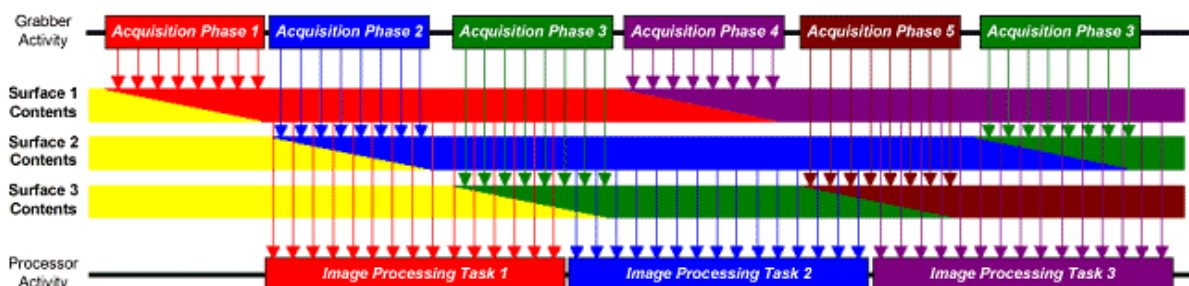 Grabber
Activity
Acquisition Phase 1
Acquisition Phase 2
Acquisition Phase 3
Acquisition Phase 4
Acquisition Phase 5
Acquisition Phase 3
Surface 1
Contents
Surface 2
Contents
Surface 3
Contents
Processor
Activity
Image Processing Task 1
Image Processing Task 2
Image Processing Task 3